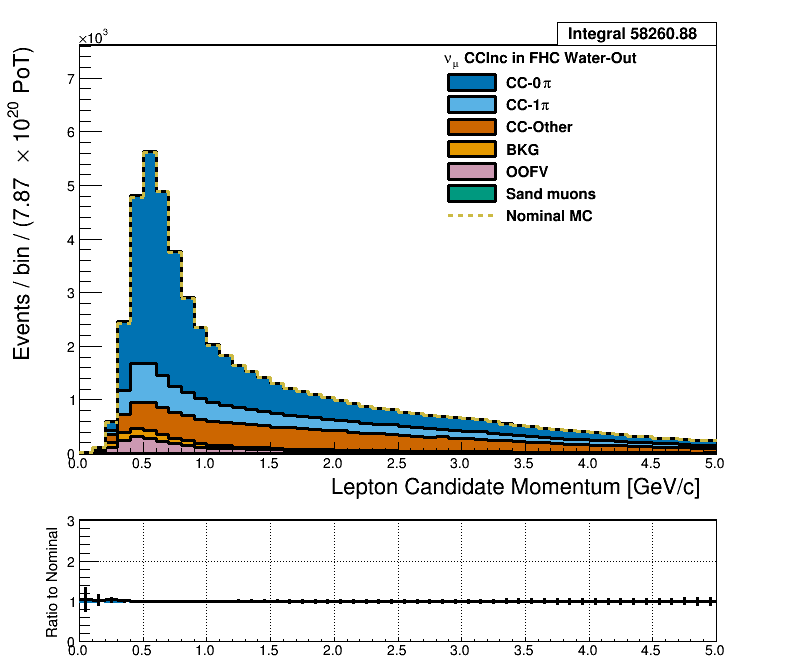 Integral 58260.88
×10³
ν_μ CCInc in FHC Water-Out
CC-0π
CC-1π
CC-Other
BKG
OOFV
Sand muons
Nominal MC
Events / bin / (7.87 × 10²⁰ PoT)
7
6
5
4
3
2
1
0
0.0 0.5 1.0 1.5 2.0 2.5 3.0 3.5 4.0 4.5 5.0
Lepton Candidate Momentum [GeV/c]
Ratio to Nominal
3
2
1
0
0.0 0.5 1.0 1.5 2.0 2.5 3.0 3.5 4.0 4.5 5.0